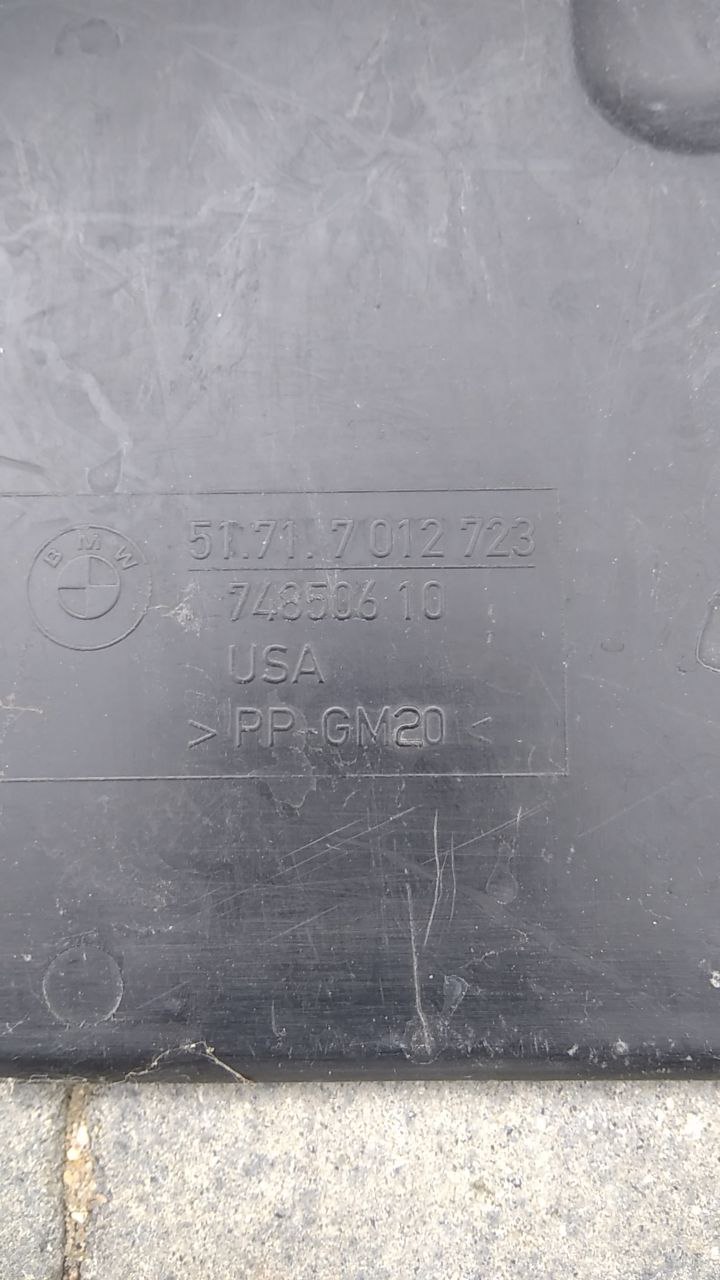 BMW
51.71.7 012 723
748506 10
USA
> PP-GM20 <